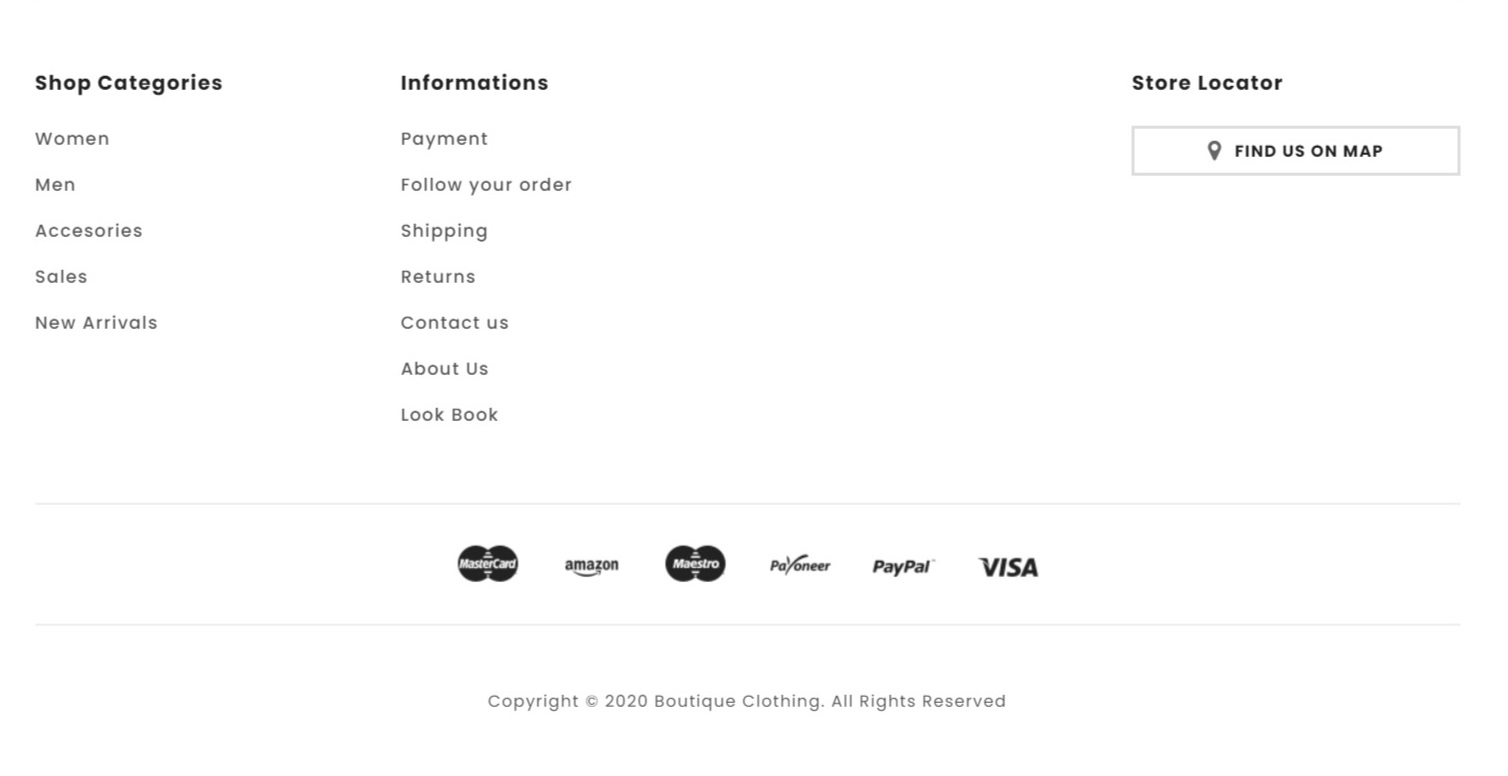 Shop Categories
Women
Men
Accesories
Sales
New Arrivals
Informations
Payment
Follow your order
Shipping
Returns
Contact us
About Us
Look Book
Store Locator
FIND US ON MAP
MasterCard
amazon
Maestro
Payoneer
PayPal
VISA
Copyright © 2020 Boutique Clothing. All Rights Reserved